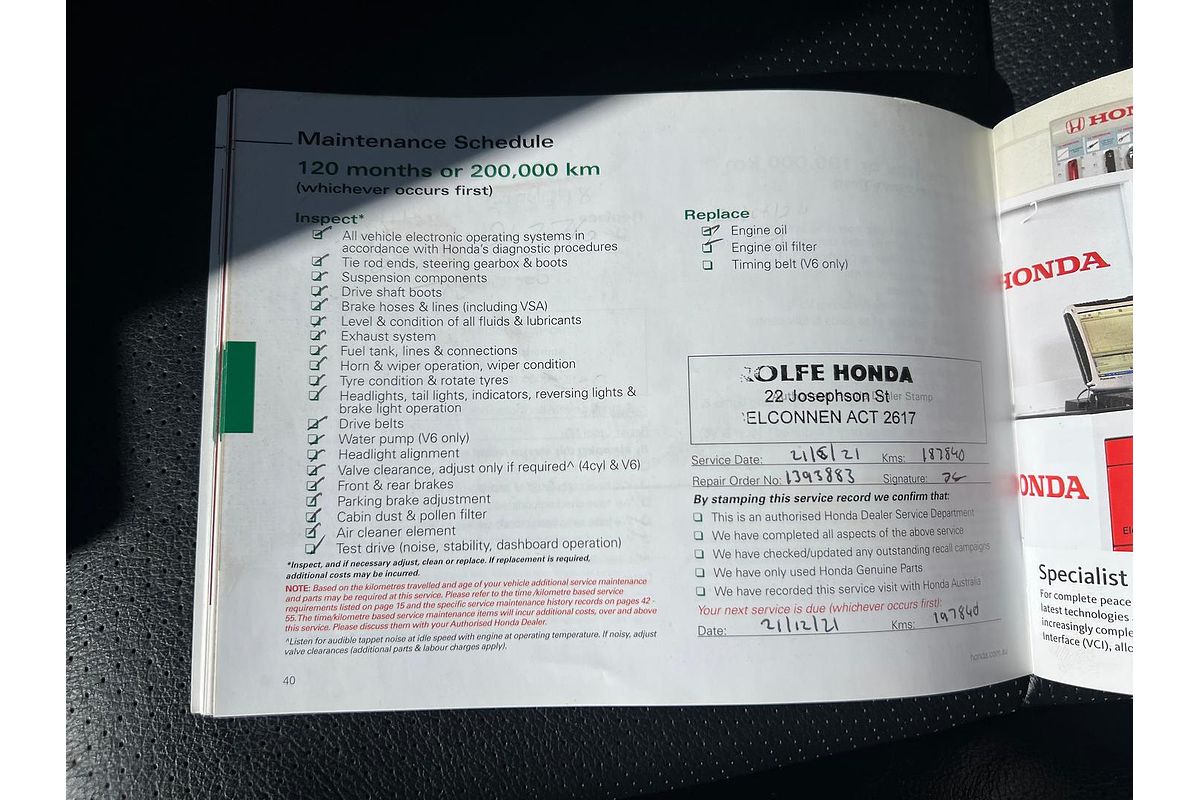 Maintenance Schedule
120 months or 200,000 km
(whichever occurs first)
Inspect*
All vehicle electronic operating systems in
accordance with Honda's diagnostic procedures
Tie rod ends, steering gearbox & boots
Suspension components
Drive shaft boots
Brake hoses & lines (including VSA)
Level & condition of all fluids & lubricants
Exhaust system
Fuel tank, lines & connections
Horn & wiper operation, wiper condition
Tyre condition & rotate tyres
Headlights, tail lights, indicators, reversing lights &
brake light operation
Drive belts
Water pump (V6 only)
Headlight alignment
Valve clearance, adjust only if required^ (4cyl & V6)
Front & rear brakes
Parking brake adjustment
Cabin dust & pollen filter
Air cleaner element
Test drive (noise, stability, dashboard operation)
*Inspect, and if necessary adjust, clean or replace. If replacement is required,
additional costs may be incurred.
NOTE: Based on the kilometres travelled and age of your vehicle additional service maintenance
and parts may be required at this service. Please refer to the time /kilometre based service
requirements listed on page 15 and the specific service maintenance history records on pages 42 -
55. The time/kilometre based service maintenance items will incur additional costs, over and above
this service. Please discuss them with your Authorised Honda Dealer.
^Listen for audible tappet noise at idle speed with engine at operating temperature. If noisy, adjust
valve clearances (additional parts & labour charges apply).
40
Replace
Engine oil
Engine oil filter
Timing belt (V6 only)
ROLFE HONDA
22 Josephson St
ELCONNEN ACT 2617
Dealer Stamp
Service Date: Kms: 187840
Repair Order No: 1393883 Signature:
By stamping this service record we confirm that:
This is an authorised Honda Dealer Service Department
We have completed all aspects of the above service
We have checked/updated any outstanding recall campaigns
We have only used Honda Genuine Parts
We have recorded this service visit with Honda Australia
Your next service is due (whichever occurs first):
Date: 21/12/21 Kms: 197840
honda.com.au
HON
HONDA
ONDA
Specialist
For complete peace
latest technologies
increasingly comple
Interface (VCI), allo